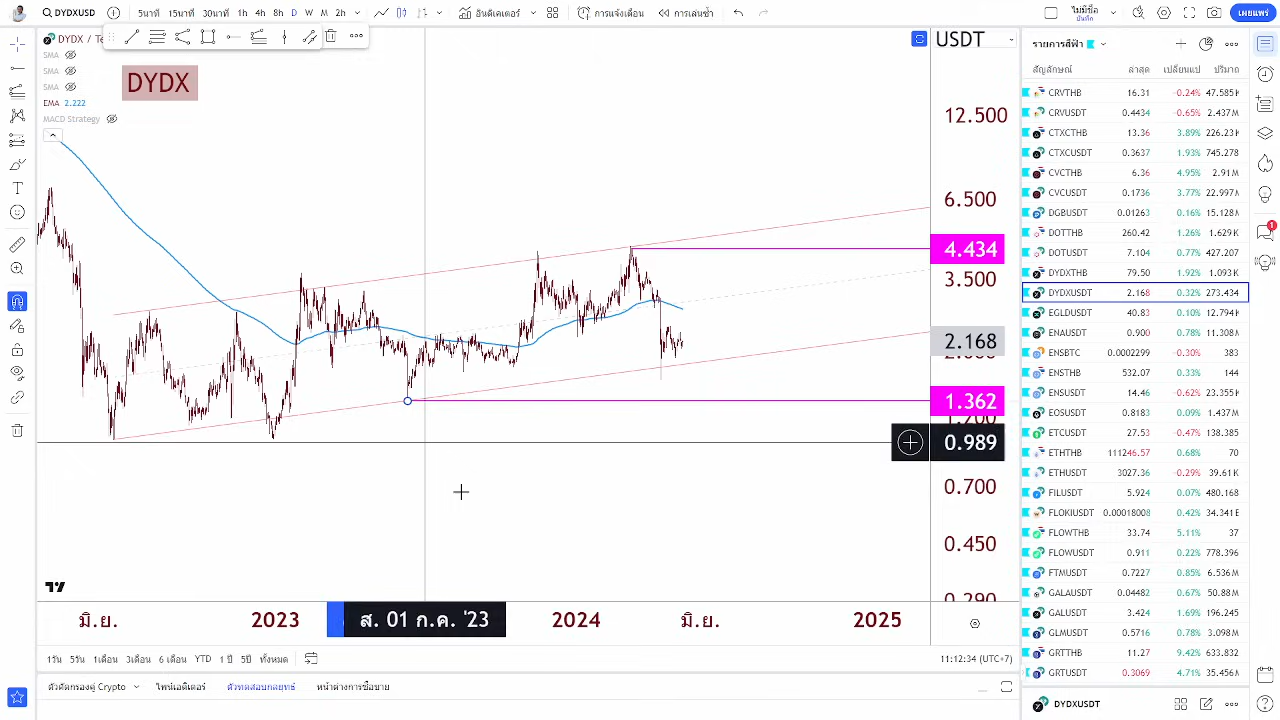 DYDXUSD 5นาที 15นาที 30นาที 1h 4h 8h D W M 2h อินดิเคเตอร์ การแจ้งเตือน การเล่นซ้ำ ไม่มีชื่อ บันทึก เผยแพร่
DYDX / Te
SMA
SMA
SMA
EMA 2.222
MACD Strategy
DYDX
USDT
12.500
6.500
4.434
3.500
2.168
1.362
0.989
0.700
0.450
0.290
มิ.ย. 2023 ส. 01 ก.ค. '23 2024 มิ.ย. 2025
1วัน 5วัน 1เดือน 3เดือน 6 เดือน YTD 1 ปี 5ปี ทั้งหมด
11:12:34 (UTC+7)
ตัวคัดกรองคู่ Crypto ไพน์เอดิเตอร์ ตัวทดสอบกลยุทธ์ หน้าต่างการซื้อขาย
รายการสีฟ้า
สัญลักษณ์ ล่าสุด เปลี่ยนแป ปริมาณ
CRVTHB 16.31 −0.24% 47.585K
CRVUSDT 0.4434 −0.65% 2.437M
CTXCTHB 13.36 3.89% 226.23K
CTXCUSDT 0.3637 1.93% 745.278
CVCTHB 6.36 4.95% 2.91M
CVCUSDT 0.1736 3.77% 22.997M
DGBUSDT 0.01263 0.16% 15.128M
DOTTHB 260.42 1.26% 1.629K
DOTUSDT 7.104 0.77% 427.207
DYDXTHB 79.50 1.92% 1.093K
DYDXUSDT 2.168 0.32% 273.434
EGLDUSDT 40.83 0.10% 12.794K
ENAUSDT 0.900 0.78% 11.308M
ENSBTC 0.0002299 −0.30% 383
ENSTHB 532.07 0.33% 144
ENSUSDT 14.46 −0.62% 23.355K
EOSUSDT 0.8183 0.09% 1.437M
ETCUSDT 27.53 −0.47% 138.385
ETHTHB 111246.57 0.68% 70
ETHUSDT 3027.36 −0.29% 39.61K
FILUSDT 5.924 0.07% 480.168
FLOKIUSDT 0.00018008 0.42% 34.341B
FLOWTHB 33.74 5.11% 37
FLOWUSDT 0.911 0.22% 778.396
FTMUSDT 0.7227 0.85% 6.536M
GALAUSDT 0.04482 0.67% 50.88M
GALUSDT 3.424 1.69% 196.245
GLMUSDT 0.5716 0.78% 3.098M
GRTTHB 11.27 9.42% 633.832
GRTUSDT 0.3069 4.71% 35.456M
DYDXUSDT